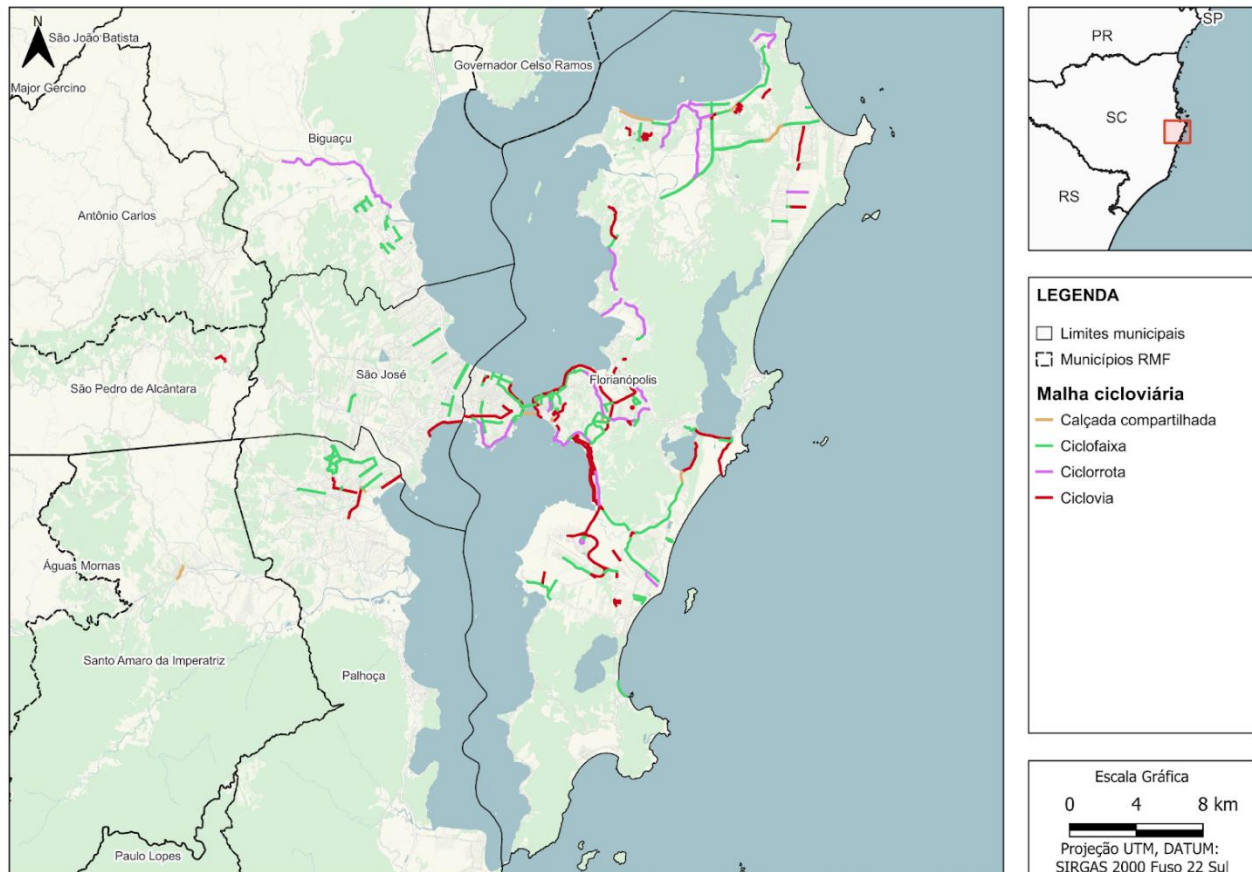 N
São João Batista
Major Gercino
Governador Celso Ramos
Biguaçu
Antônio Carlos
São José
Florianópolis
São Pedro de Alcântara
Águas Mornas
Santo Amaro da Imperatriz
Palhoça
Paulo Lopes
SP
PR
SC
RS
LEGENDA
Limites municipais
Municípios RMF
Malha cicloviária
Calçada compartilhada
Ciclofaixa
Ciclorrota
Ciclovia
Escala Gráfica
0 4 8 km
Projeção UTM, DATUM:
SIRGAS 2000 Fuso 22 Sul